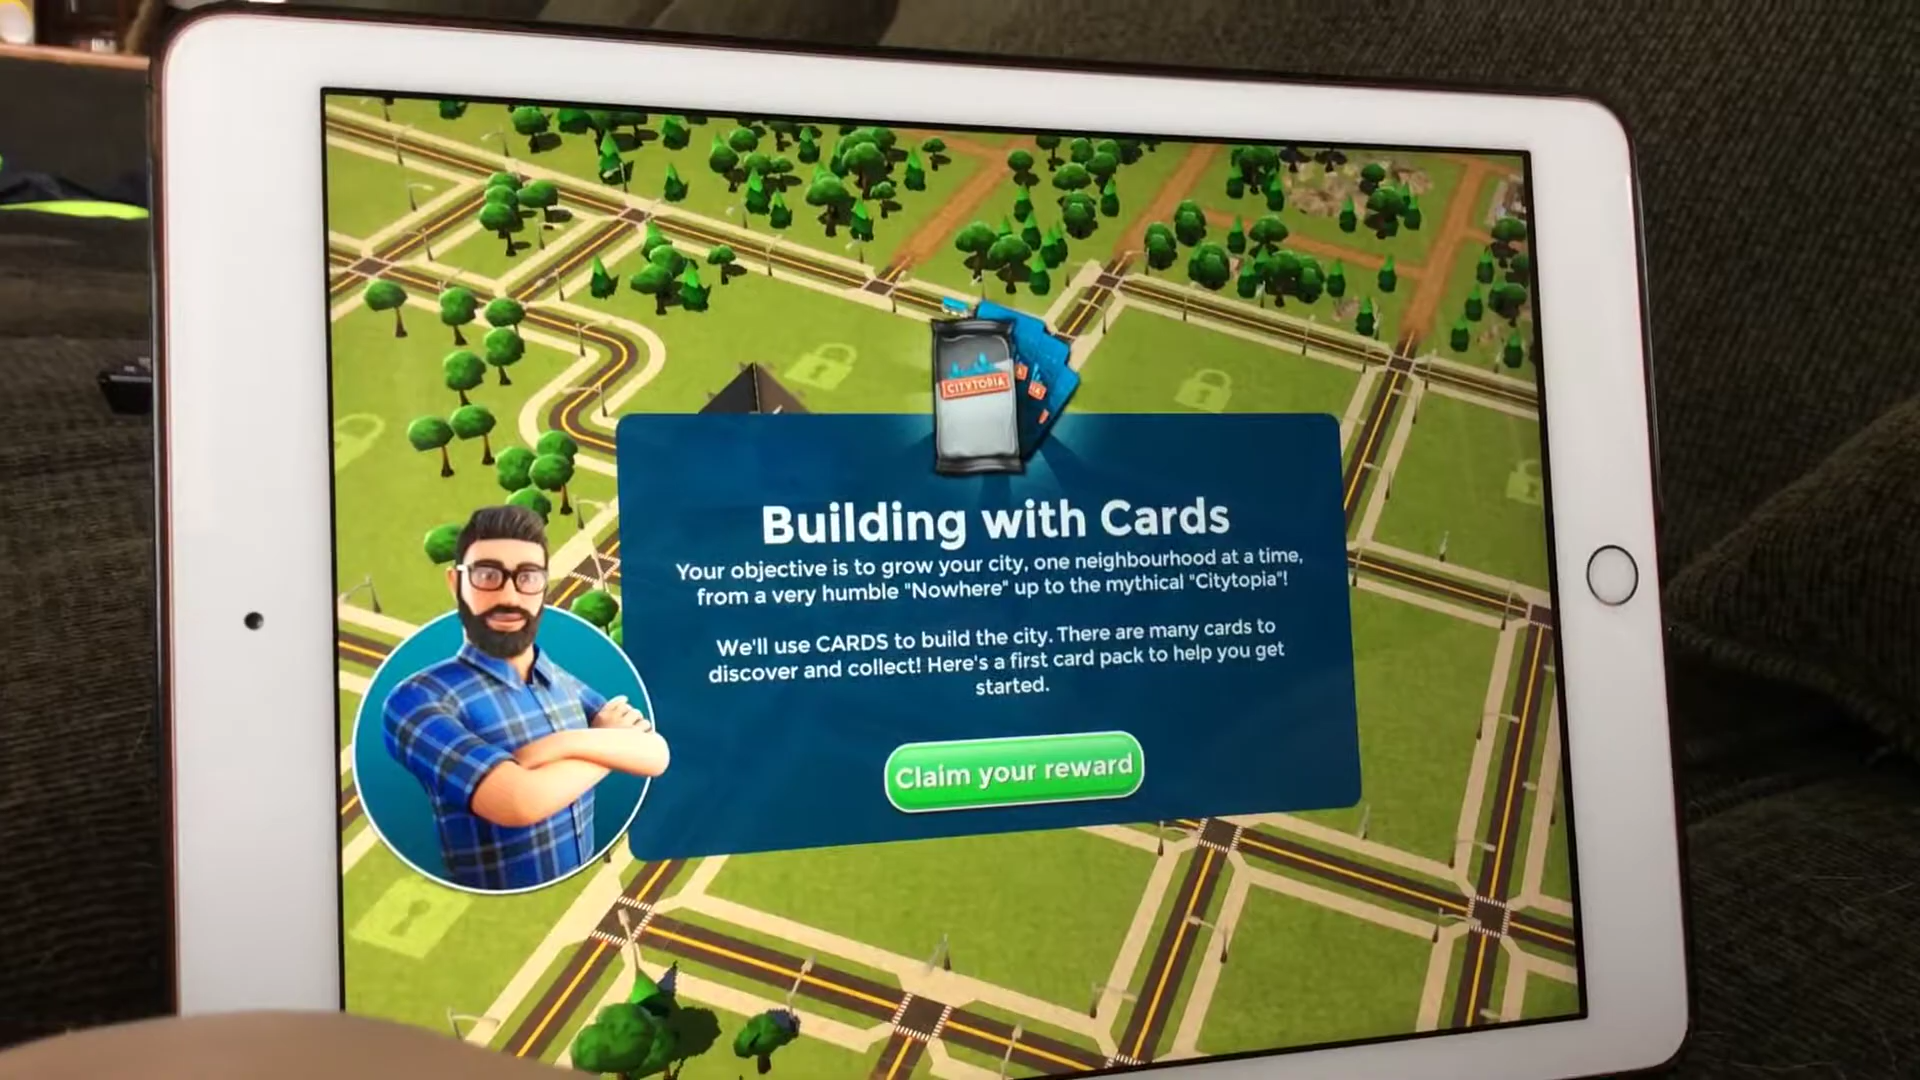 CITYTOPIA
Building with Cards
Your objective is to grow your city, one neighbourhood at a time,
from a very humble "Nowhere" up to the mythical "Citytopia"!
We'll use CARDS to build the city. There are many cards to
discover and collect! Here's a first card pack to help you get
started.
Claim your reward